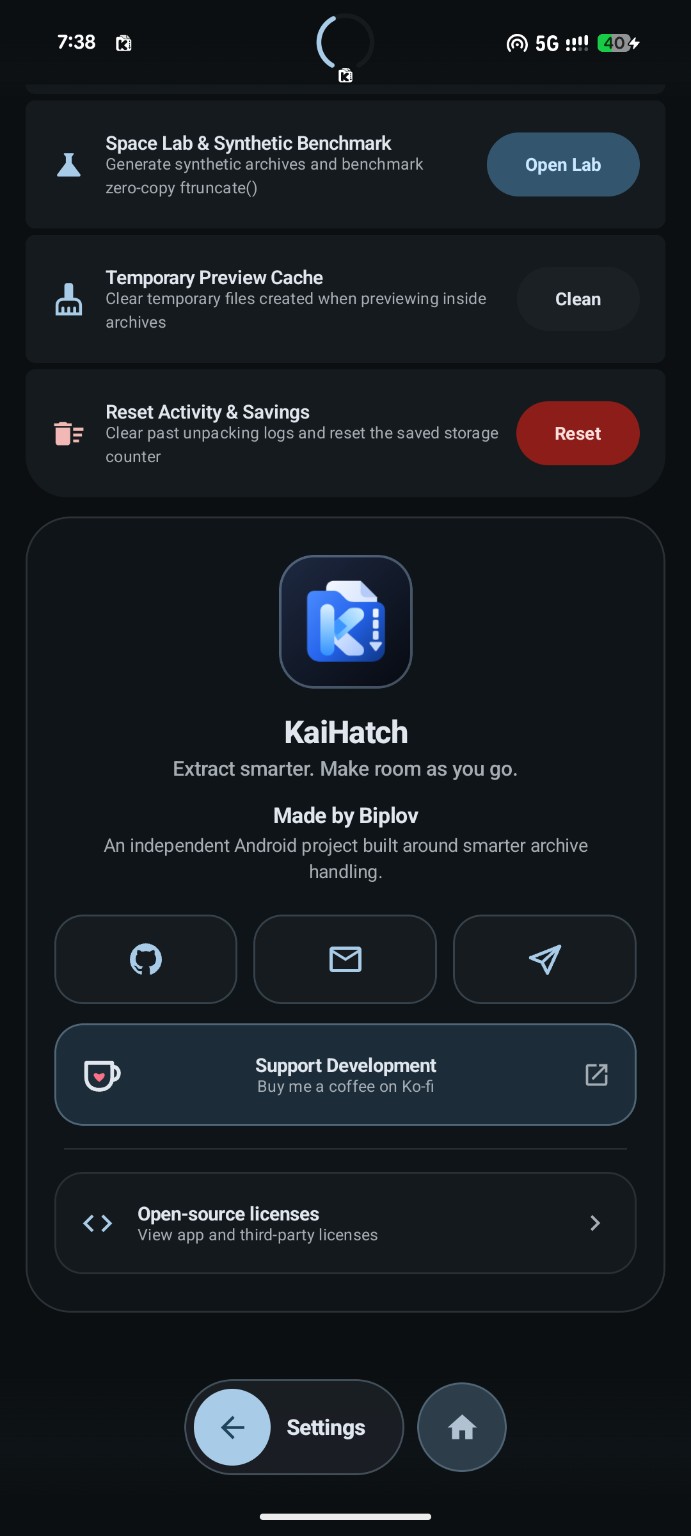 7:38
5G
40
Space Lab & Synthetic Benchmark
Generate synthetic archives and benchmark
zero-copy ftruncate()
Open Lab
Temporary Preview Cache
Clear temporary files created when previewing inside
archives
Clean
Reset Activity & Savings
Clear past unpacking logs and reset the saved storage
counter
Reset
KaiHatch
Extract smarter. Make room as you go.
Made by Biplov
An independent Android project built around smarter archive
handling.
Support Development
Buy me a coffee on Ko-fi
Open-source licenses
View app and third-party licenses
Settings